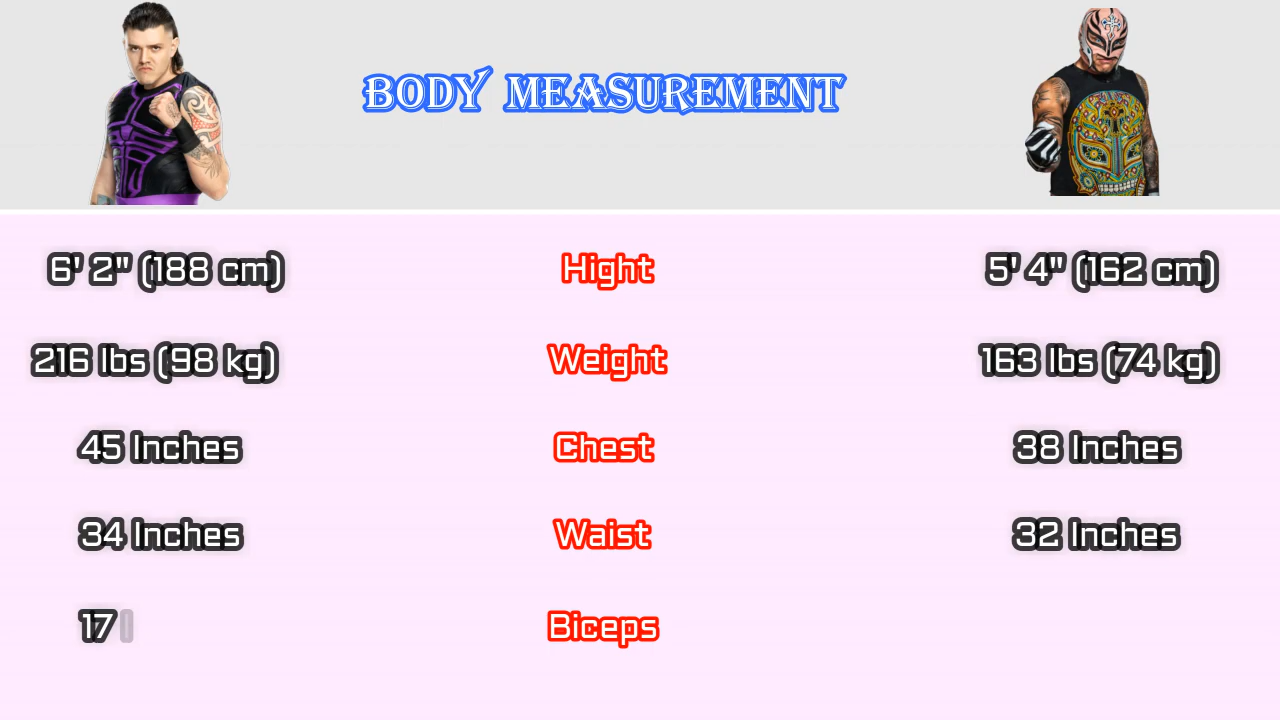 BODY MEASUREMENT
6' 2" (188 cm) Hight 5' 4" (162 cm)
216 lbs (98 kg) Weight 163 lbs (74 kg)
45 Inches Chest 38 Inches
34 Inches Waist 32 Inches
17 Biceps